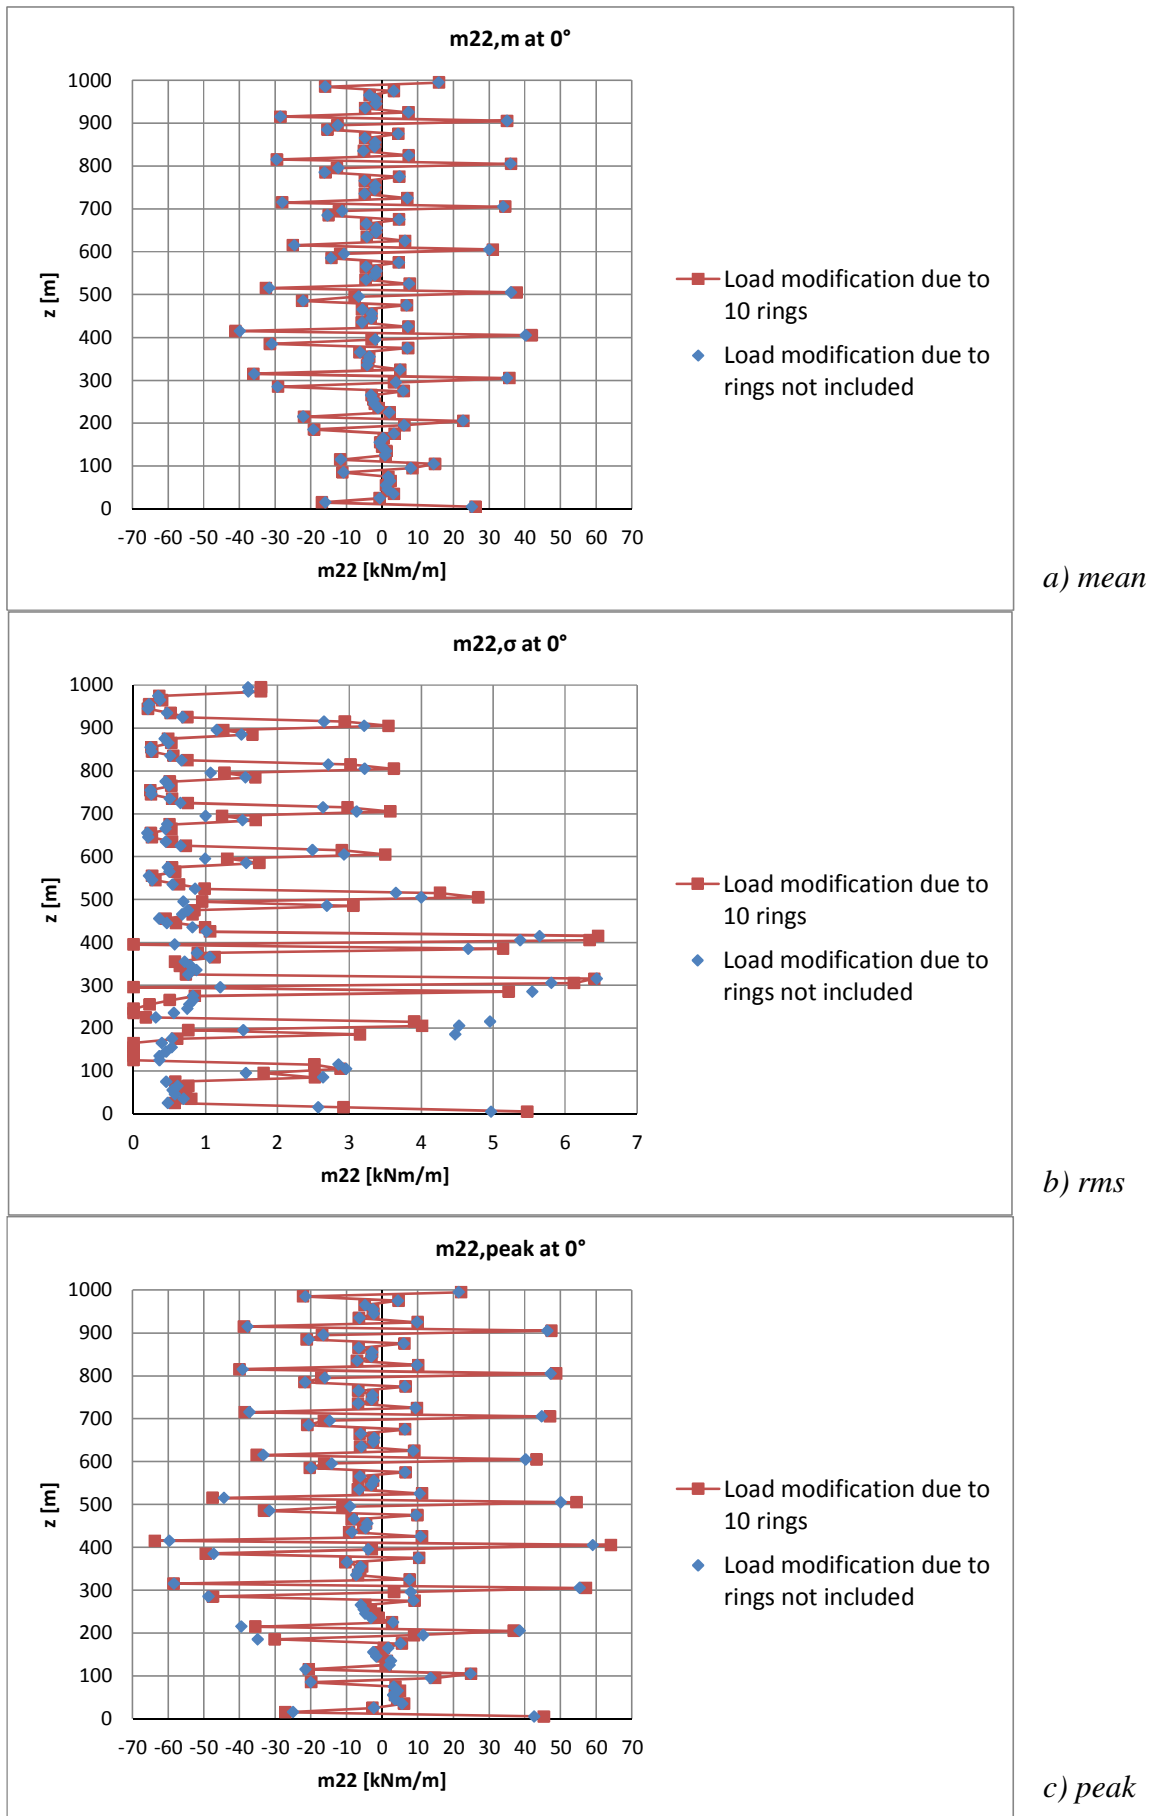 m22,m at 0°
1000
900
800
700
600
500
400
300
200
100
0
z [m]
-70 -60 -50 -40 -30 -20 -10 0 10 20 30 40 50 60 70
m22 [kNm/m]
Load modification due to
10 rings
Load modification due to
rings not included
a) mean
m22,σ at 0°
1000
900
800
700
600
500
400
300
200
100
0
z [m]
0 1 2 3 4 5 6 7
m22 [kNm/m]
Load modification due to
10 rings
Load modification due to
rings not included
b) rms
m22,peak at 0°
1000
900
800
700
600
500
400
300
200
100
0
z [m]
-70 -60 -50 -40 -30 -20 -10 0 10 20 30 40 50 60 70
m22 [kNm/m]
Load modification due to
10 rings
Load modification due to
rings not included
c) peak